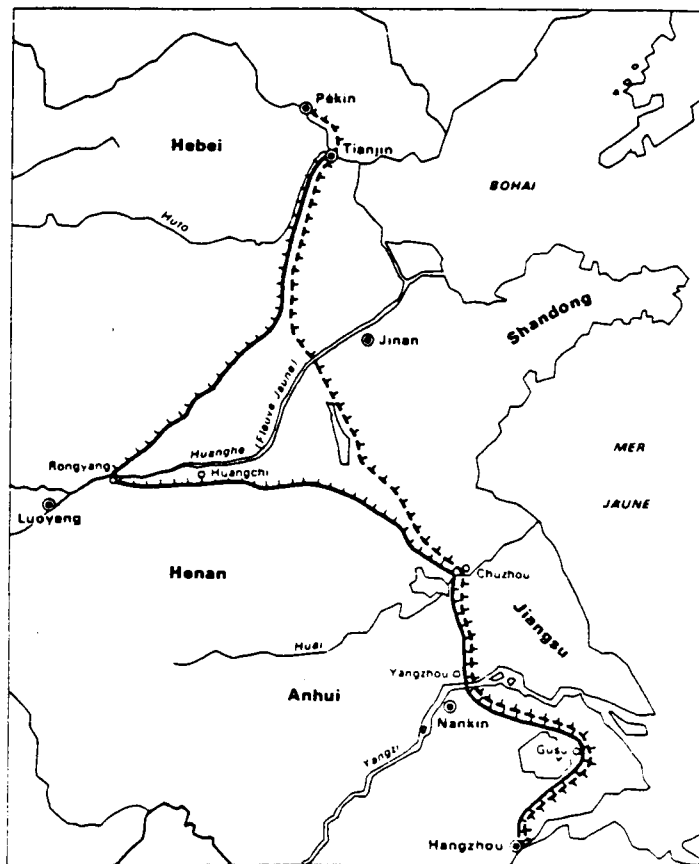 Pékin
Hebei
Tianjin
BOHAI
Huto
Shandong
Jinan
(Fleuve Jaune)
Huanghe
MER
JAUNE
Rongyang
Huangchi
Luoyang
Henan
Chuzhou
Jiangsu
Huai
Yangzhou
Anhui
Nankin
Yangzi
Gusu
Hangzhou